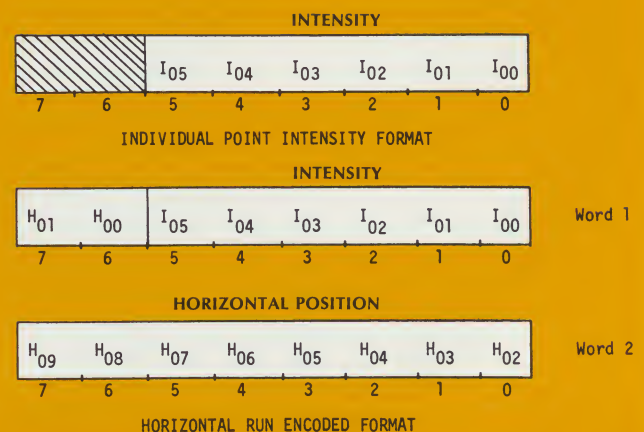 INTENSITY
I05 I04 I03 I02 I01 I00
7 6 5 4 3 2 1 0
INDIVIDUAL POINT INTENSITY FORMAT
INTENSITY
H01 H00 I05 I04 I03 I02 I01 I00 Word 1
7 6 5 4 3 2 1 0
HORIZONTAL POSITION
H09 H08 H07 H06 H05 H04 H03 H02 Word 2
7 6 5 4 3 2 1 0
HORIZONTAL RUN ENCODED FORMAT